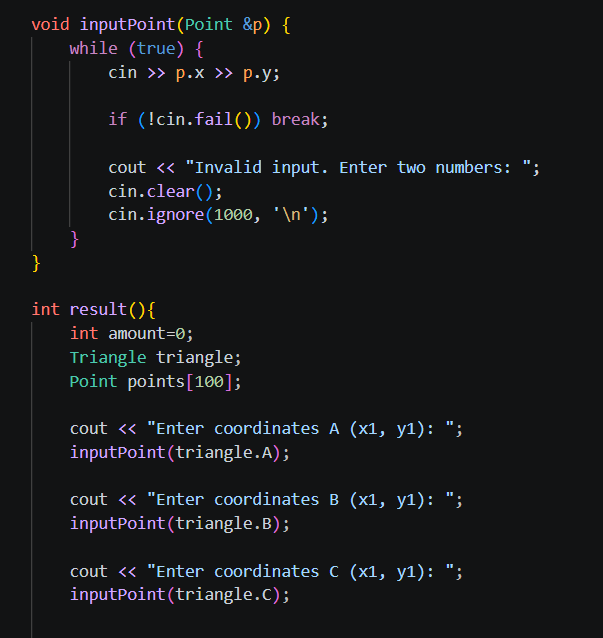 void inputPoint(Point &p) {
    while (true) {
        cin >> p.x >> p.y;

        if (!cin.fail()) break;

        cout << "Invalid input. Enter two numbers: ";
        cin.clear();
        cin.ignore(1000, '\n');
    }
}

int result(){
    int amount=0;
    Triangle triangle;
    Point points[100];

    cout << "Enter coordinates A (x1, y1): ";
    inputPoint(triangle.A);

    cout << "Enter coordinates B (x1, y1): ";
    inputPoint(triangle.B);

    cout << "Enter coordinates C (x1, y1): ";
    inputPoint(triangle.C);